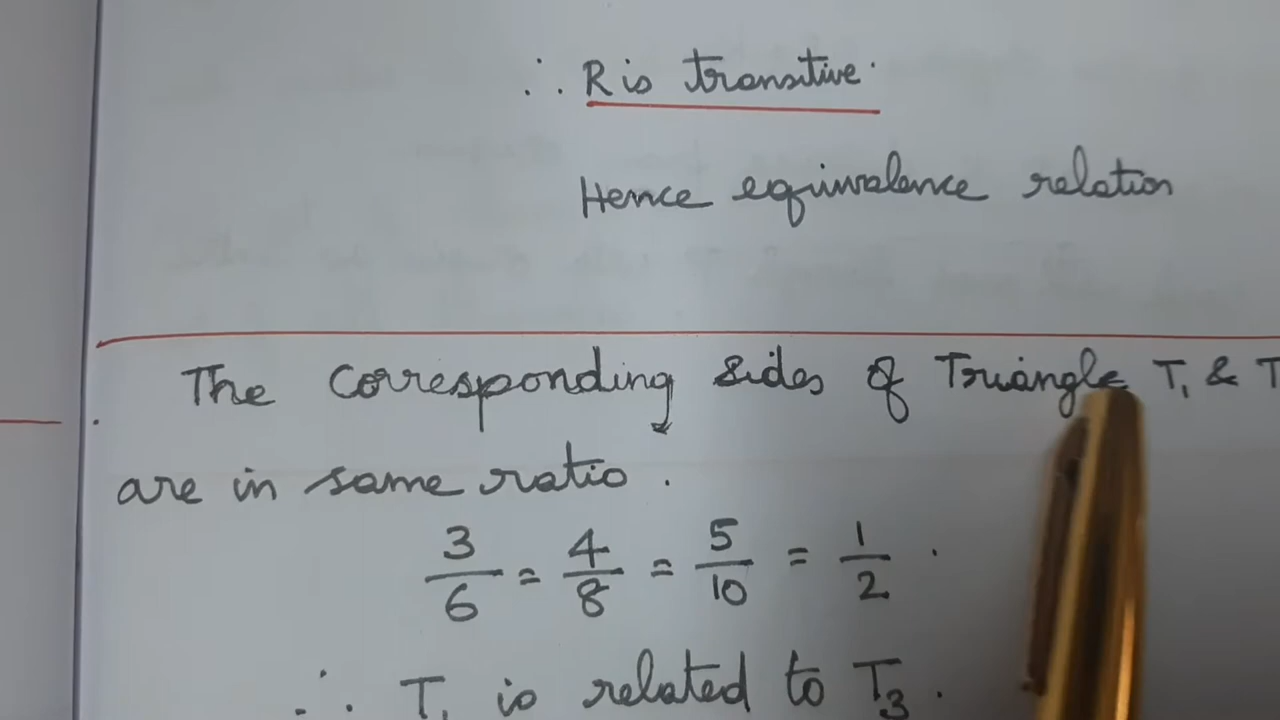 ∴ R is transitive.
Hence equivalence relation
The corresponding sides of Triangle T₁ & T
are in same ratio.
3/6 = 4/8 = 5/10 = 1/2.
∴ T₁ is related to T₃.